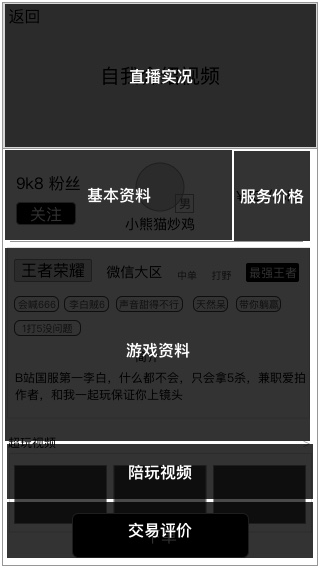 返回
自我介绍视频
直播实况
9k8 粉丝
关注
基本资料
男
小熊猫炒鸡
服务价格
王者荣耀
微信大区
中单
打野
最强王者
会喊666
李白贼6
声音甜得不行
天然呆
带你躺赢
1打5没问题
游戏资料
B站国服第一李白，什么都不会，只会拿5杀，兼职爱拍
作者，和我一起玩保证你上镜头
陪玩视频
交易评价